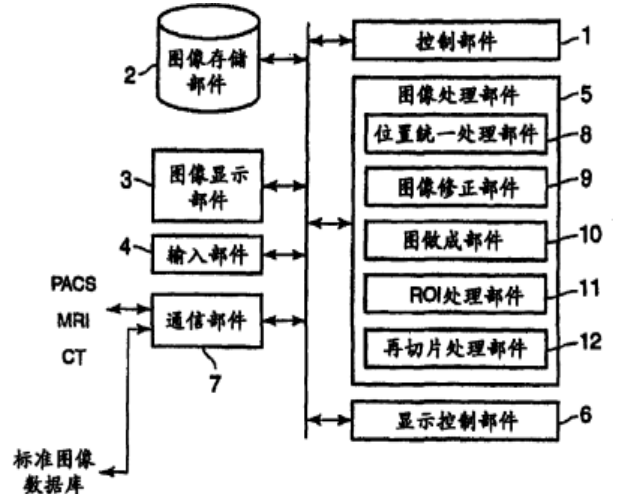 图像存储
部件
2
控制部件
1
图像处理部件
5
位置统一处理部件
8
图像修正部件
9
图做成部件
10
ROI处理部件
11
再切片处理部件
12
图像显示
部件
3
输入部件
4
PACS
MRI
CT
通信部件
7
显示控制部件
6
标准图像
数据库